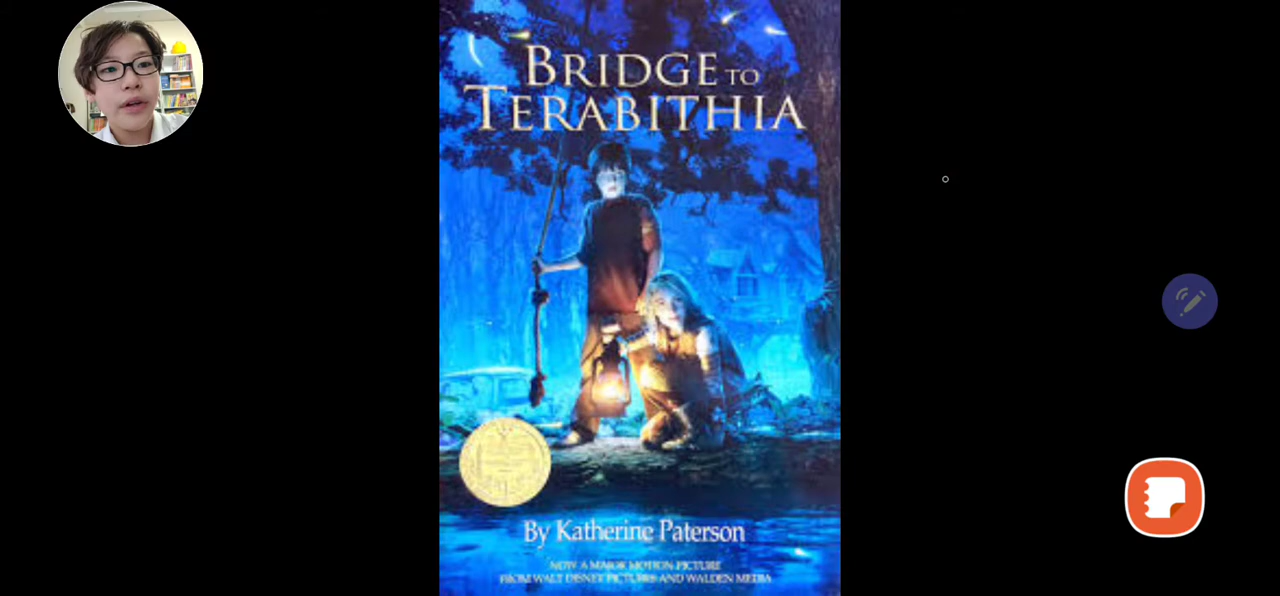 BRIDGE TO
TERABITHIA
By Katherine Paterson
NOW A MAJOR MOTION PICTURE
FROM WALT DISNEY PICTURES AND WALDEN MEDIA